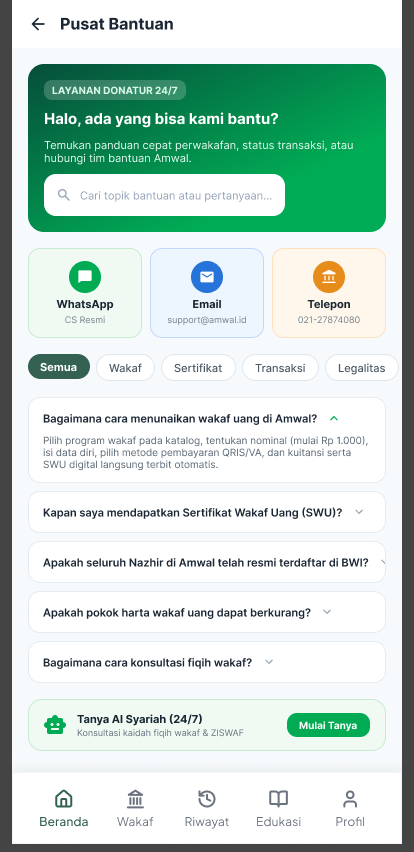 Pusat Bantuan
LAYANAN DONATUR 24/7
Halo, ada yang bisa kami bantu?
Temukan panduan cepat perwakafan, status transaksi, atau
hubungi tim bantuan Amwal.
Cari topik bantuan atau pertanyaan...
WhatsApp
CS Resmi
Email
support@amwal.id
Telepon
021-27874080
Semua
Wakaf
Sertifikat
Transaksi
Legalitas
Bagaimana cara menunaikan wakaf uang di Amwal?
Pilih program wakaf pada katalog, tentukan nominal (mulai Rp 1.000),
isi data diri, pilih metode pembayaran QRIS/VA, dan kuitansi serta
SWU digital langsung terbit otomatis.
Kapan saya mendapatkan Sertifikat Wakaf Uang (SWU)?
Apakah seluruh Nazhir di Amwal telah resmi terdaftar di BWI?
Apakah pokok harta wakaf uang dapat berkurang?
Bagaimana cara konsultasi fiqih wakaf?
Tanya AI Syariah (24/7)
Konsultasi kaidah fiqih wakaf & ZISWAF
Mulai Tanya
Beranda
Wakaf
Riwayat
Edukasi
Profil